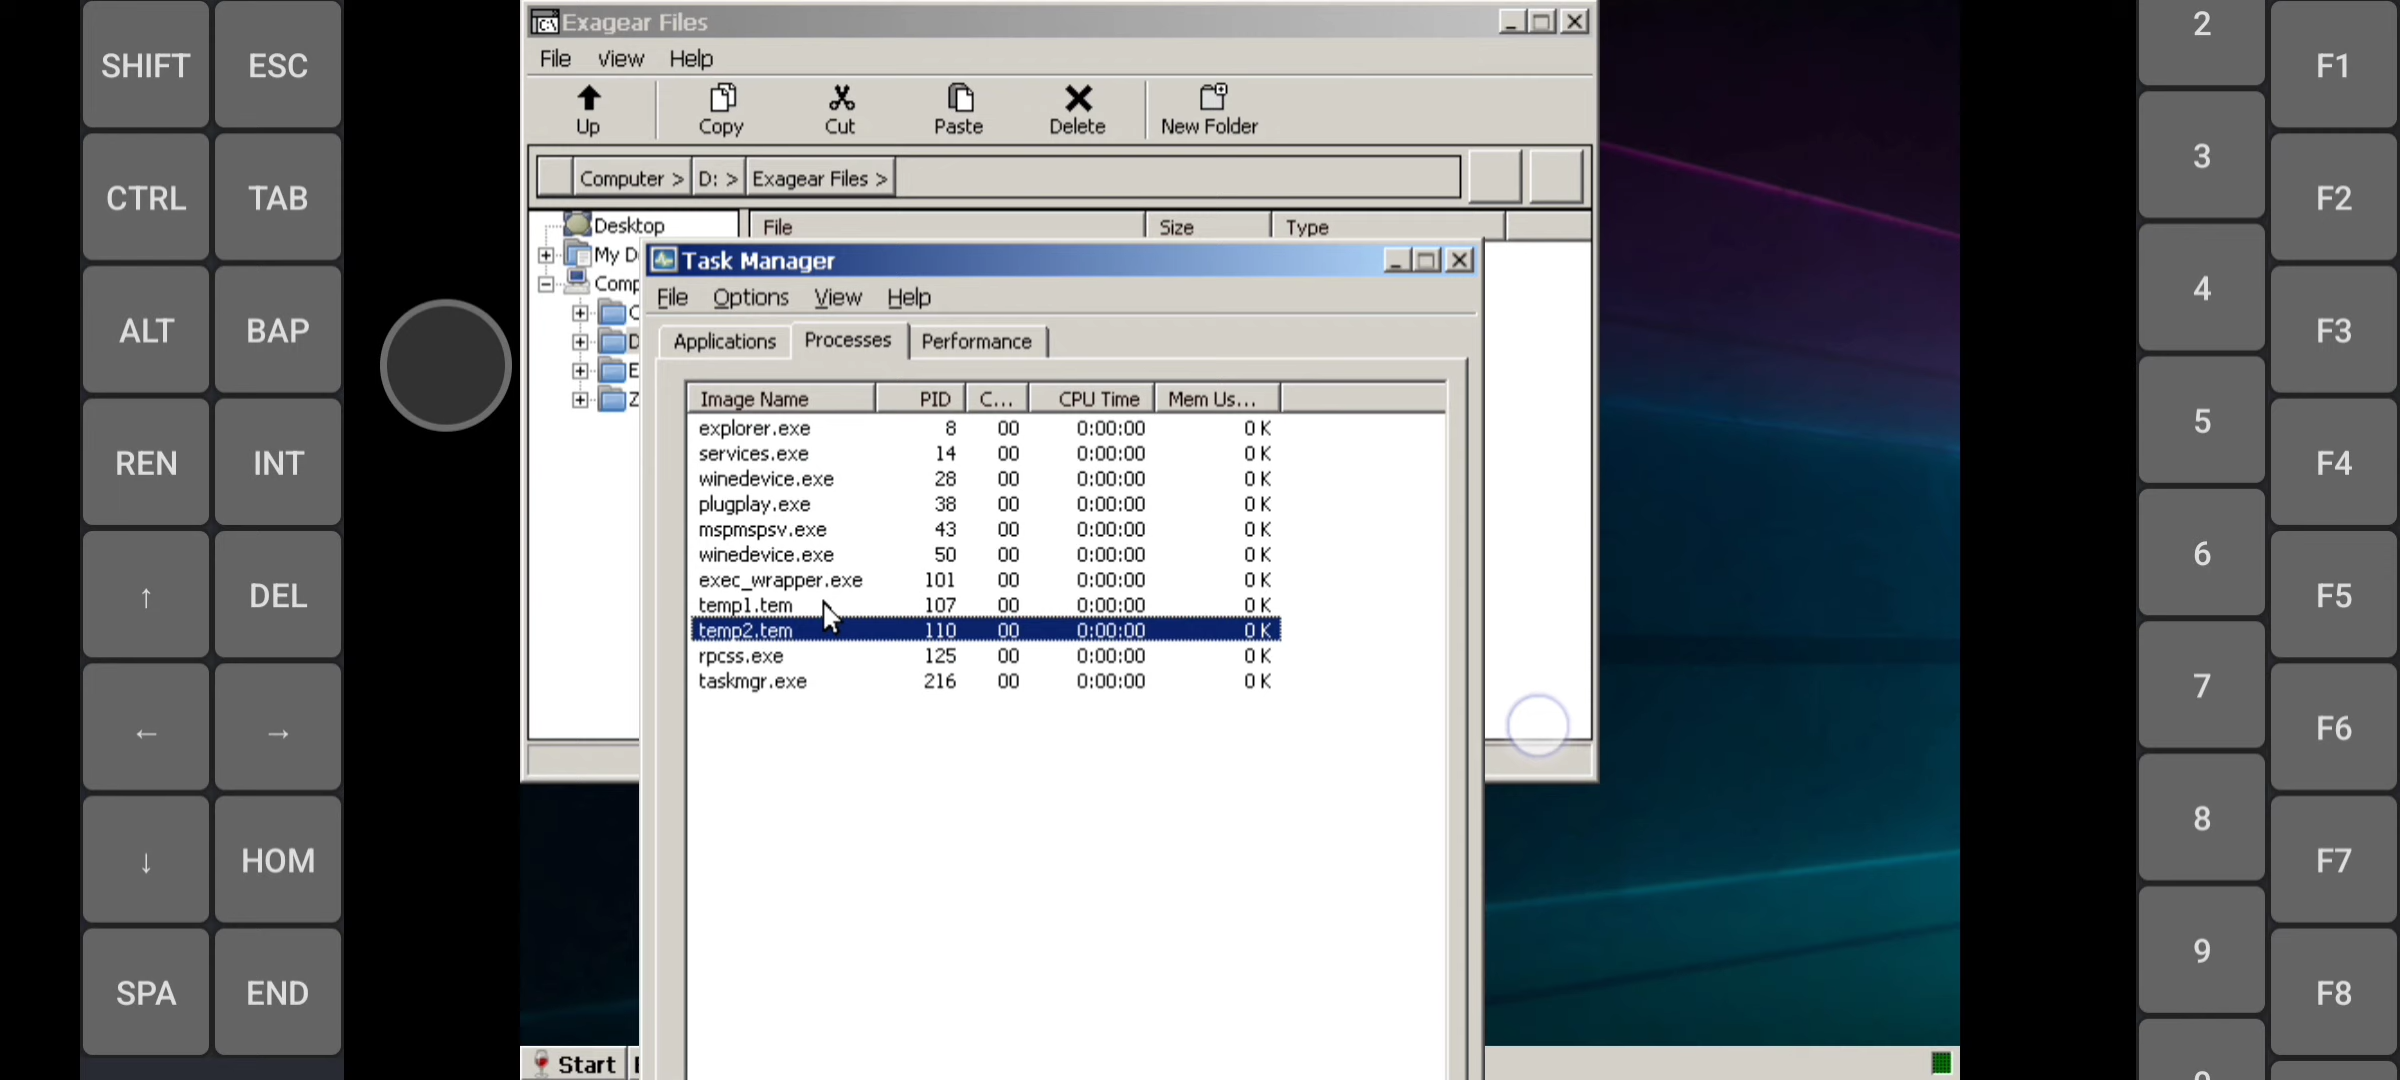 SHIFT
ESC
CTRL
TAB
ALT
BAP
REN
INT
↑
DEL
←
→
↓
HOM
SPA
END
Exagear Files
File View Help
Up Copy Cut Paste Delete New Folder
Computer > D: > Exagear Files >
Desktop
My D
Comp
File Size Type
Task Manager
File Options View Help
Applications Processes Performance
Image Name PID C... CPU Time Mem Us...
explorer.exe 8 00 0:00:00 0 K
services.exe 14 00 0:00:00 0 K
winedevice.exe 28 00 0:00:00 0 K
plugplay.exe 38 00 0:00:00 0 K
mspmspsv.exe 43 00 0:00:00 0 K
winedevice.exe 50 00 0:00:00 0 K
exec_wrapper.exe 101 00 0:00:00 0 K
temp1.tem 107 00 0:00:00 0 K
temp2.tem 110 00 0:00:00 0 K
rpcss.exe 125 00 0:00:00 0 K
taskmgr.exe 216 00 0:00:00 0 K
Start
2
F1
3
F2
4
F3
5
F4
6
F5
7
F6
8
F7
9
F8